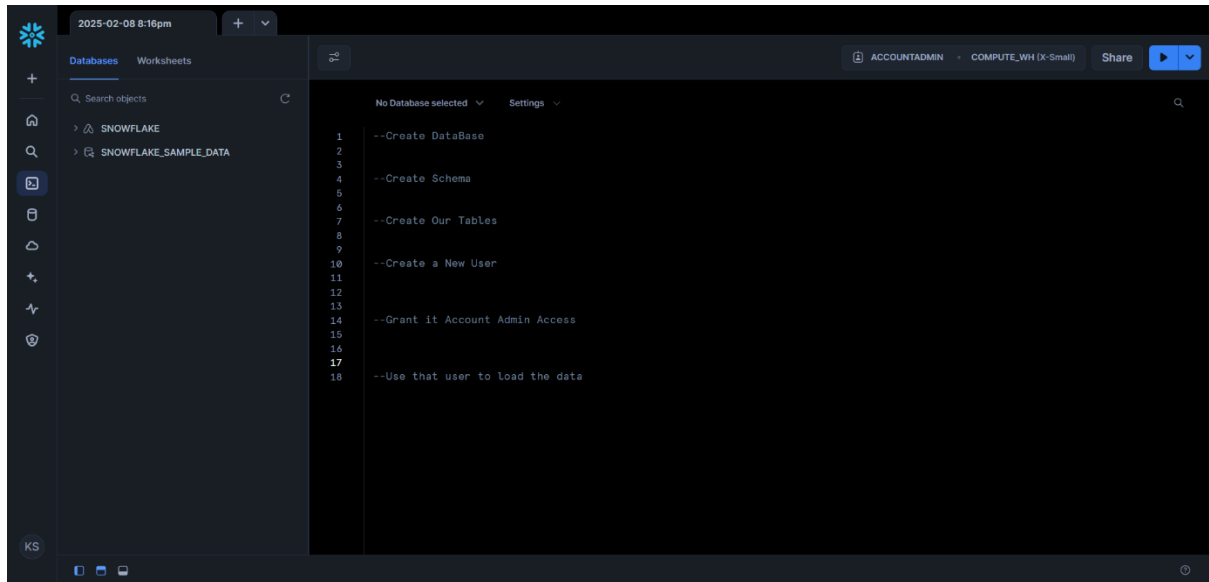 2025-02-08 8:16pm
Databases Worksheets
ACCOUNTADMIN · COMPUTE_WH (X-Small) Share
Search objects
No Database selected Settings
SNOWFLAKE
SNOWFLAKE_SAMPLE_DATA
1 --Create DataBase
2
3
4 --Create Schema
5
6
7 --Create Our Tables
8
9
10 --Create a New User
11
12
13
14 --Grant it Account Admin Access
15
16
17
18 --Use that user to load the data
KS